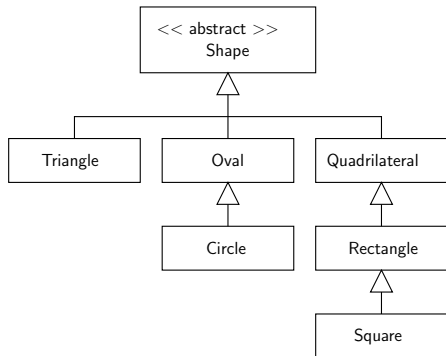 << abstract >>
Shape
Triangle
Oval
Quadrilateral
Circle
Rectangle
Square